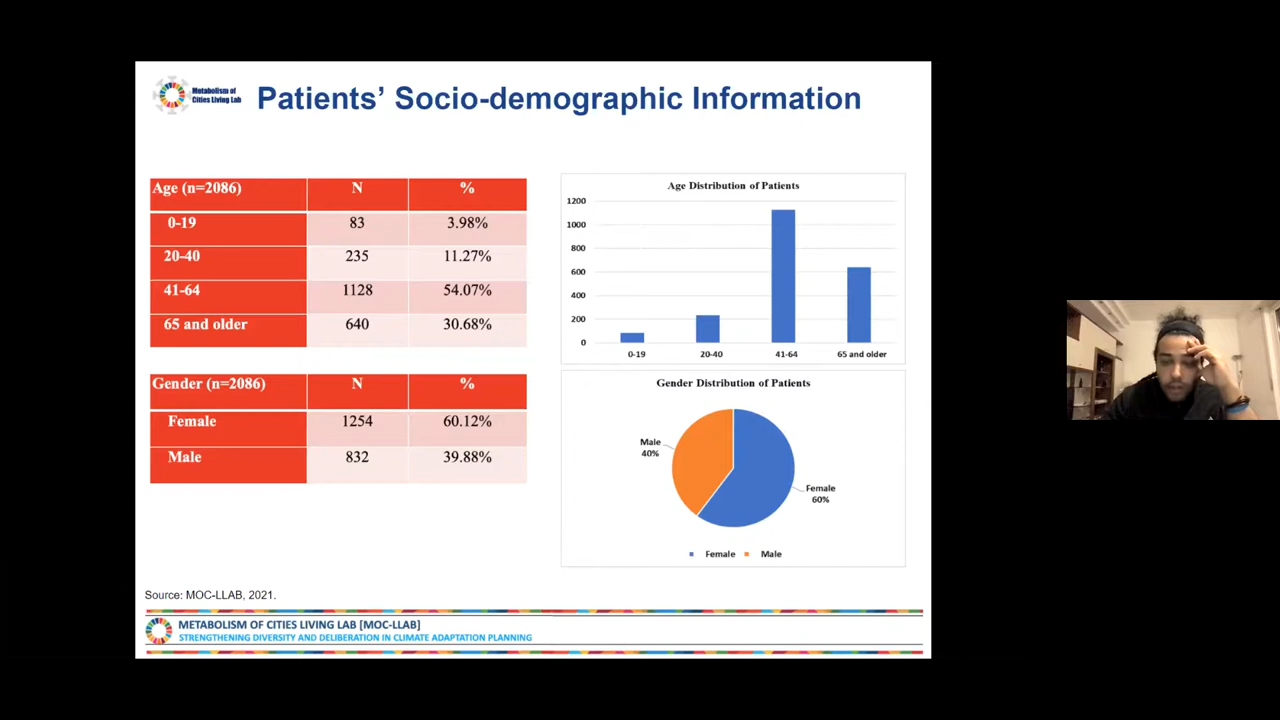 Metabolism of
Cities Living Lab
Patients’ Socio-demographic Information
Age (n=2086) N %
0-19 83 3.98%
20-40 235 11.27%
41-64 1128 54.07%
65 and older 640 30.68%
Gender (n=2086) N %
Female 1254 60.12%
Male 832 39.88%
Age Distribution of Patients
1200
1000
800
600
400
200
0
0-19 20-40 41-64 65 and older
Gender Distribution of Patients
Male
40%
Female
60%
Female Male
Source: MOC-LLAB, 2021.
METABOLISM OF CITIES LIVING LAB [MOC-LLAB]
STRENGTHENING DIVERSITY AND DELIBERATION IN CLIMATE ADAPTATION PLANNING